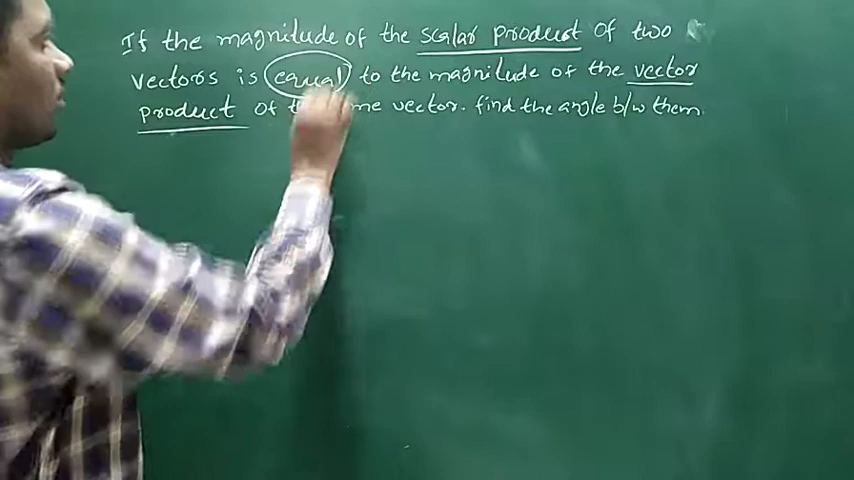 If the magnitude of the scalar product of two
vectors is equal to the magnitude of the vector
product of me vector. find the angle b/w them.